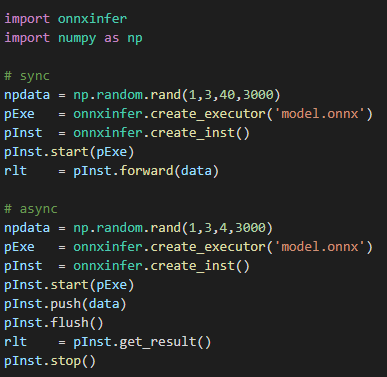 import onnxinfer
import numpy as np

# sync
npdata = np.random.rand(1,3,40,3000)
pExe   = onnxinfer.create_executor('model.onnx')
pInst  = onnxinfer.create_inst()
pInst.start(pExe)
rlt    = pInst.forward(data)

# async
npdata = np.random.rand(1,3,4,3000)
pExe   = onnxinfer.create_executor('model.onnx')
pInst  = onnxinfer.create_inst()
pInst.start(pExe)
pInst.push(data)
pInst.flush()
rlt    = pInst.get_result()
pInst.stop()